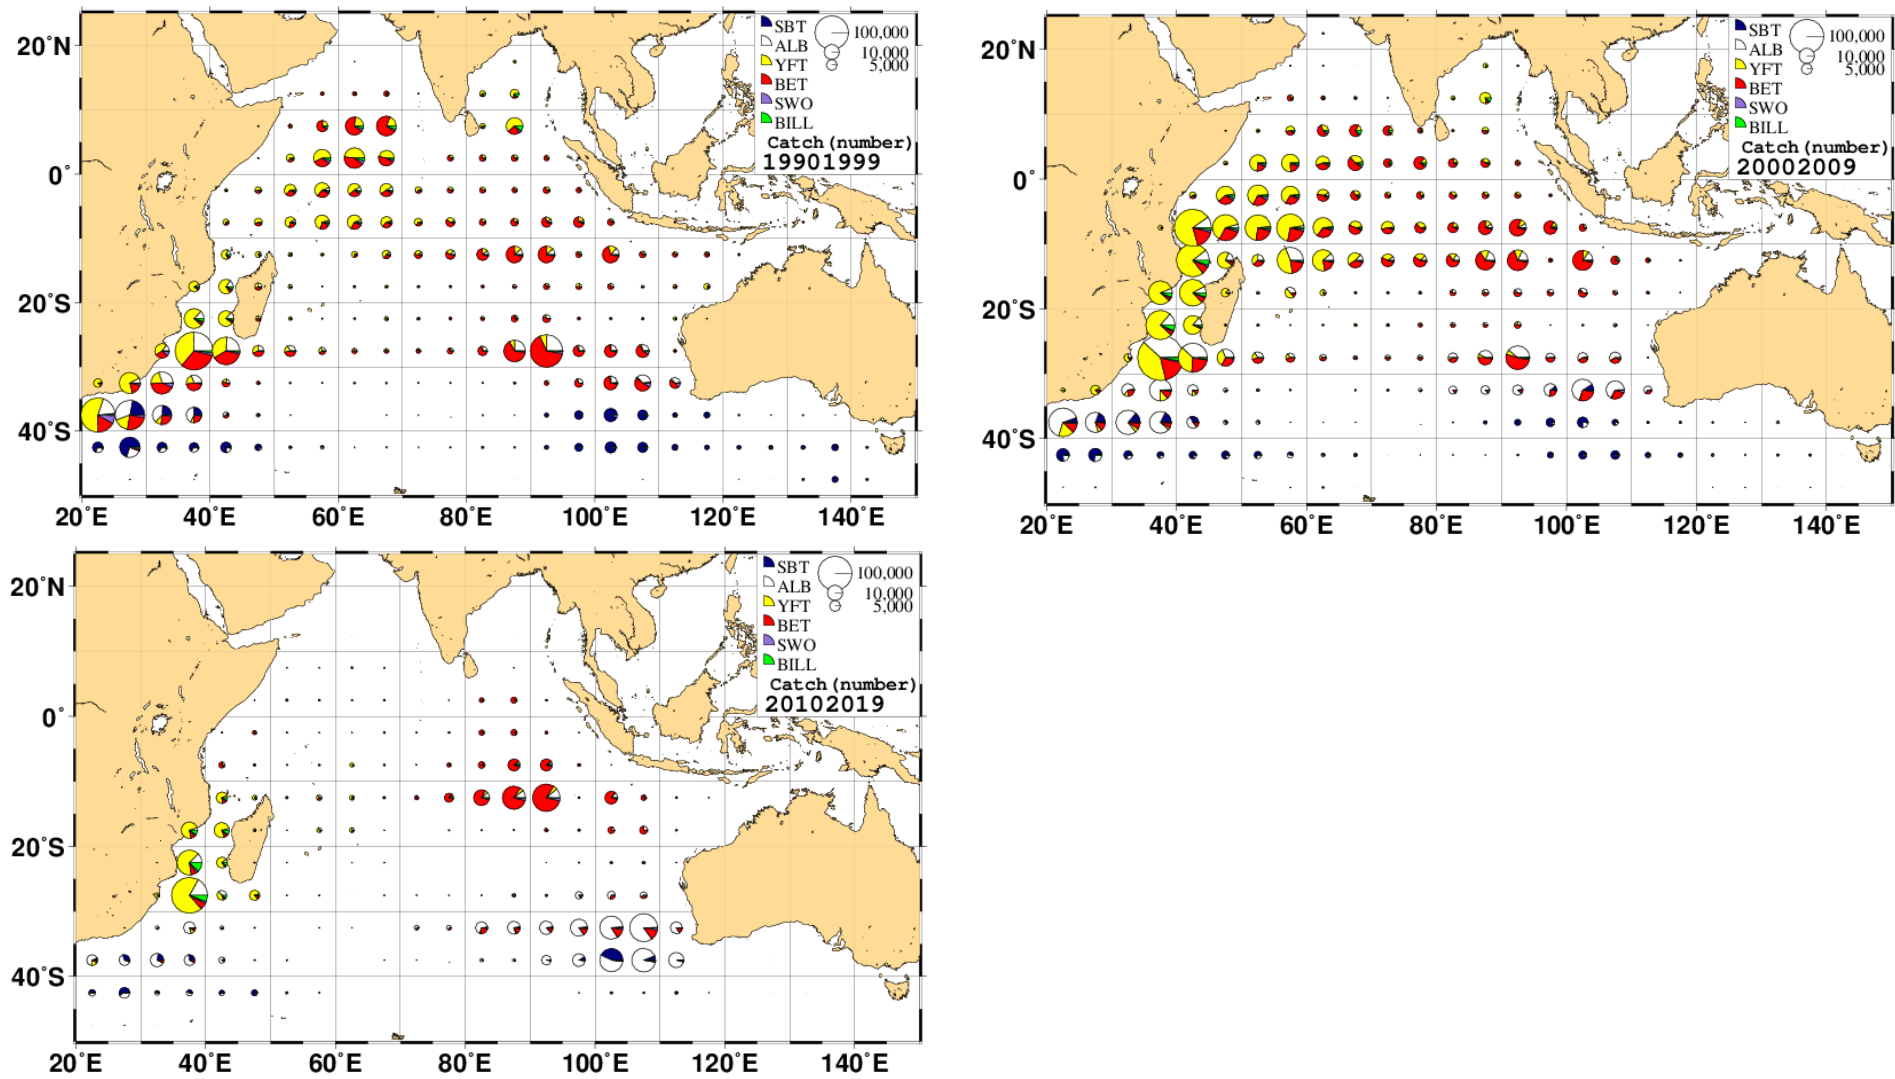 20°N
0°
20°S
40°S
20°E
40°E
60°E
80°E
100°E
120°E
140°E
SBT
ALB
YFT
BET
SWO
BILL
100,000
10,000
5,000
Catch(number)
19901999
20°N
0°
20°S
40°S
20°E
40°E
60°E
80°E
100°E
120°E
140°E
SBT
ALB
YFT
BET
SWO
BILL
100,000
10,000
5,000
Catch(number)
20002009
20°N
0°
20°S
40°S
20°E
40°E
60°E
80°E
100°E
120°E
140°E
SBT
ALB
YFT
BET
SWO
BILL
100,000
10,000
5,000
Catch(number)
20102019